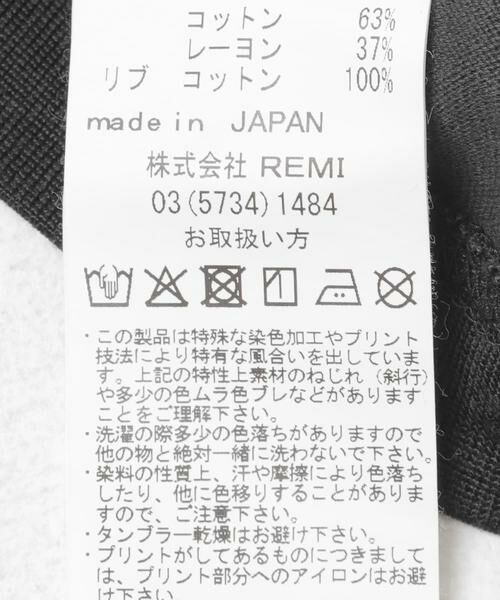 コットン 63%
レーヨン 37%
リブ コットン 100%
made in JAPAN
株式会社 REMI
03(5734)1484
お取扱い方
・この製品は特殊な染色加工やプリント
技法により特有な風合いを出していま
す。上記の特性上素材のねじれ（斜行）
や多少の色ムラ色ブレなどがあります
ことをご理解下さい。
・洗濯の際多少の色落ちがありますので
他の物と絶対一緒に洗わないで下さい。
・染料の性質上、汗や摩擦により色落ち
したり、他に色移りすることがありま
すので、ご注意下さい。
・タンブラー乾燥はお避け下さい。
・プリントがしてあるものにつきまして
は、プリント部分へのアイロンはお避
け下さい。